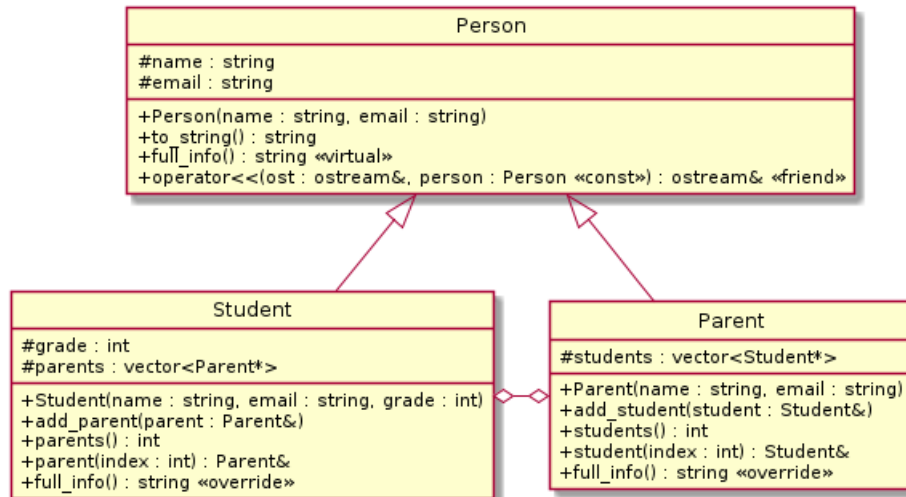 Person
#name : string
#email : string
+Person(name : string, email : string)
+to_string() : string
+full_info() : string «virtual»
+operator<<(ost : ostream&, person : Person «const») : ostream& «friend»
Student
#grade : int
#parents : vector<Parent*>
+Student(name : string, email : string, grade : int)
+add_parent(parent : Parent&)
+parents() : int
+parent(index : int) : Parent&
+full_info() : string «override»
Parent
#students : vector<Student*>
+Parent(name : string, email : string)
+add_student(student : Student&)
+students() : int
+student(index : int) : Student&
+full_info() : string «override»